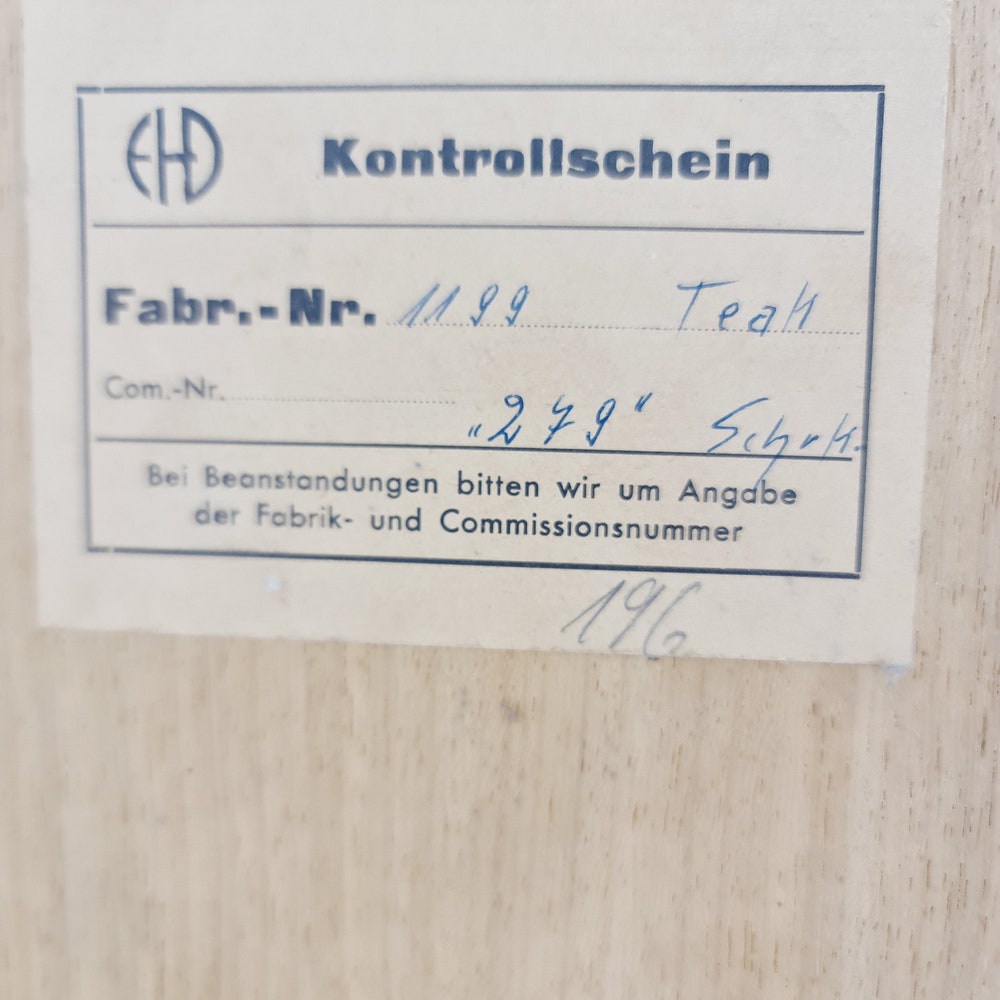 EHD Kontrollschein
Fabr.-Nr. 1199 Teak
Com.-Nr. "279" Schrk.
Bei Beanstandungen bitten wir um Angabe
der Fabrik- und Commissionsnummer
196